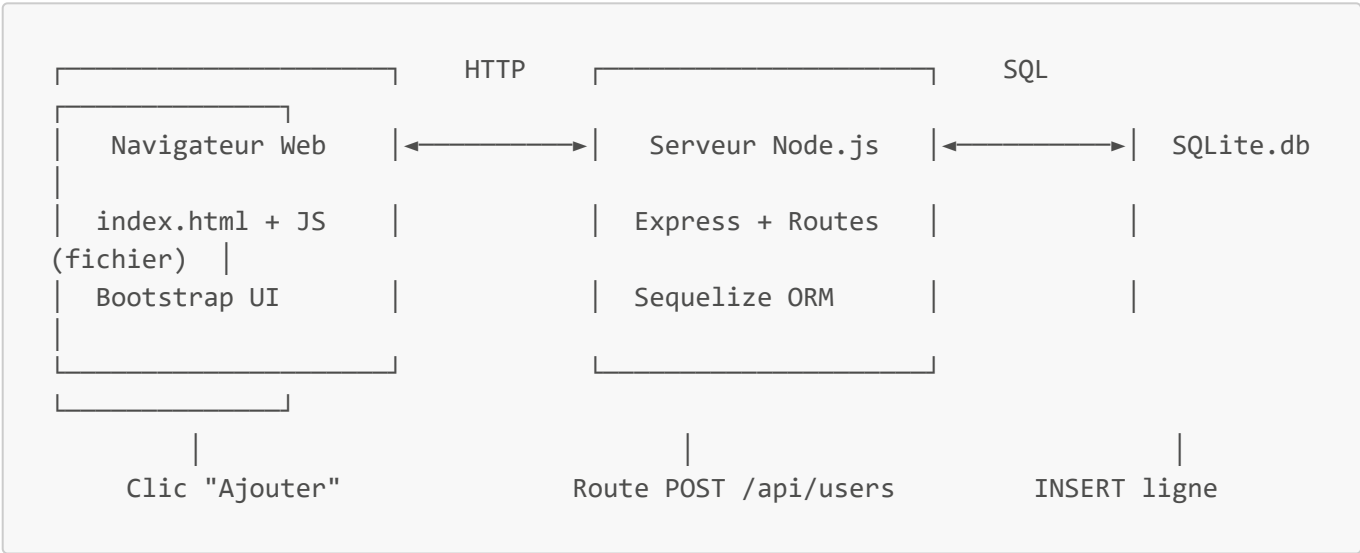 HTTP SQL
Navigateur Web Serveur Node.js SQLite.db
index.html + JS Express + Routes
(fichier)
Bootstrap UI Sequelize ORM
Clic "Ajouter" Route POST /api/users INSERT ligne